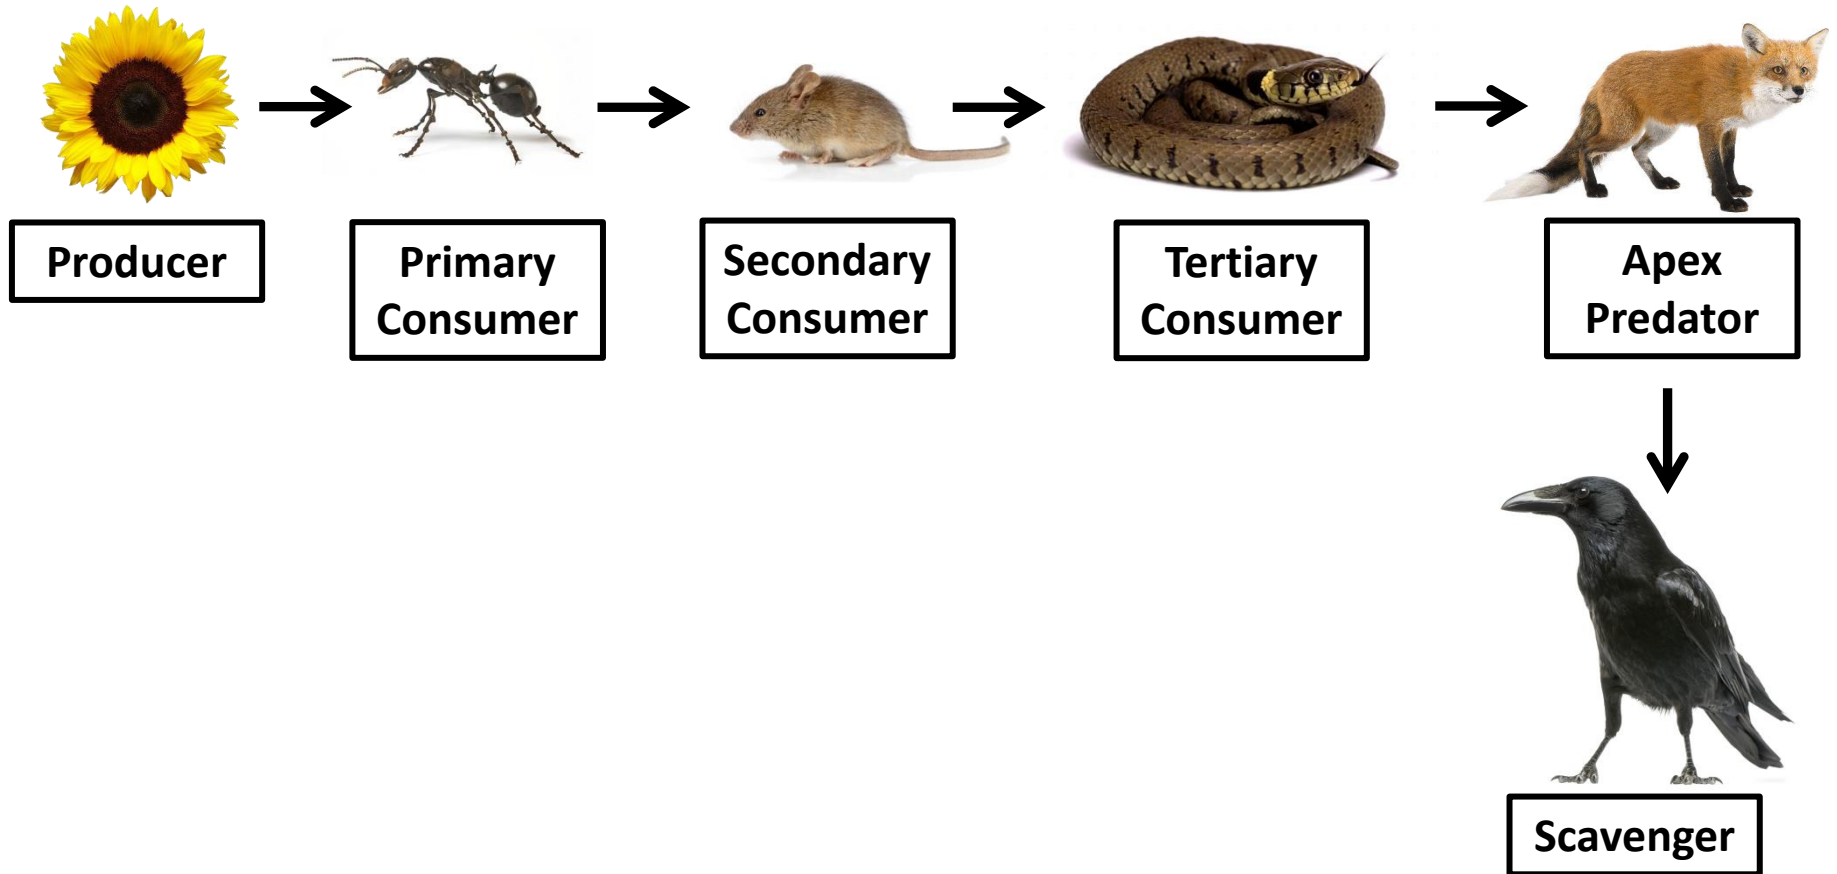 Producer
Primary
Consumer
Secondary
Consumer
Tertiary
Consumer
Apex
Predator
Scavenger